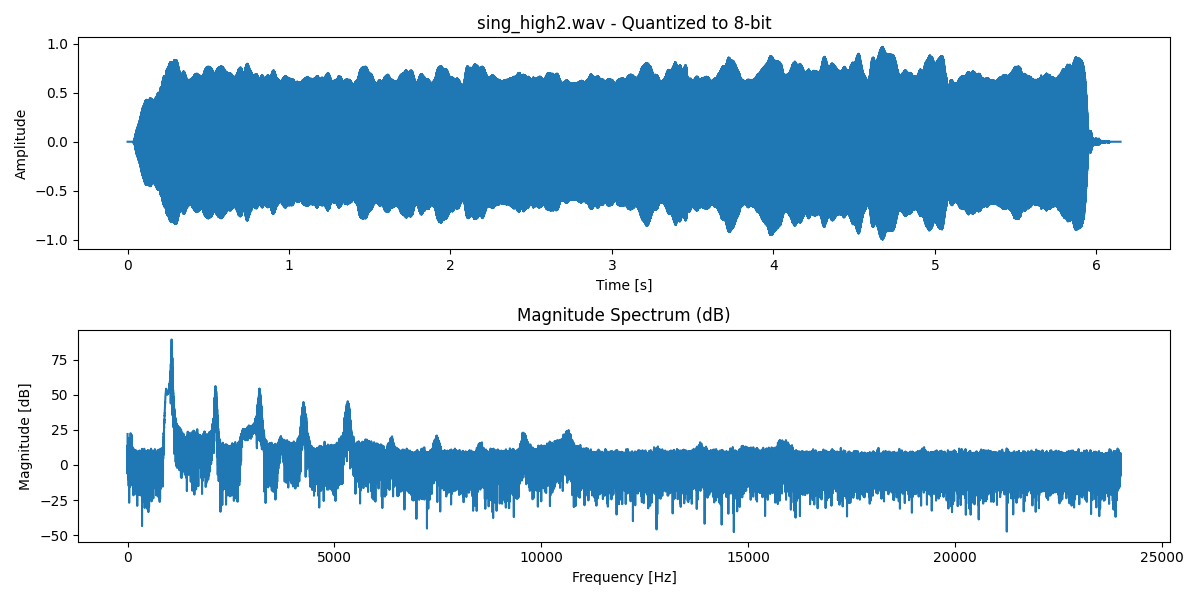 sing_high2.wav - Quantized to 8-bit
1.0
0.5
0.0
−0.5
−1.0
Amplitude
0 1 2 3 4 5 6
Time [s]
Magnitude Spectrum (dB)
75
50
25
0
−25
−50
Magnitude [dB]
0 5000 10000 15000 20000 25000
Frequency [Hz]